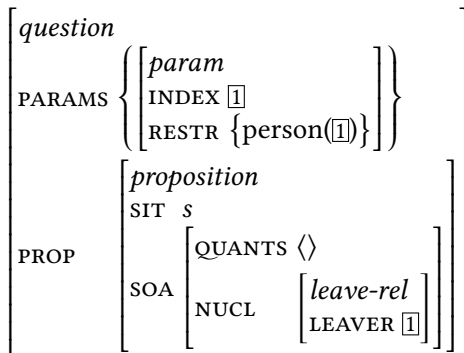 question
PARAMS { [ param
INDEX 1
RESTR {person(1)} ] }
PROP [ proposition
SIT s
SOA [ QUANTS ⟨⟩
NUCL [ leave-rel
LEAVER 1 ] ] ]